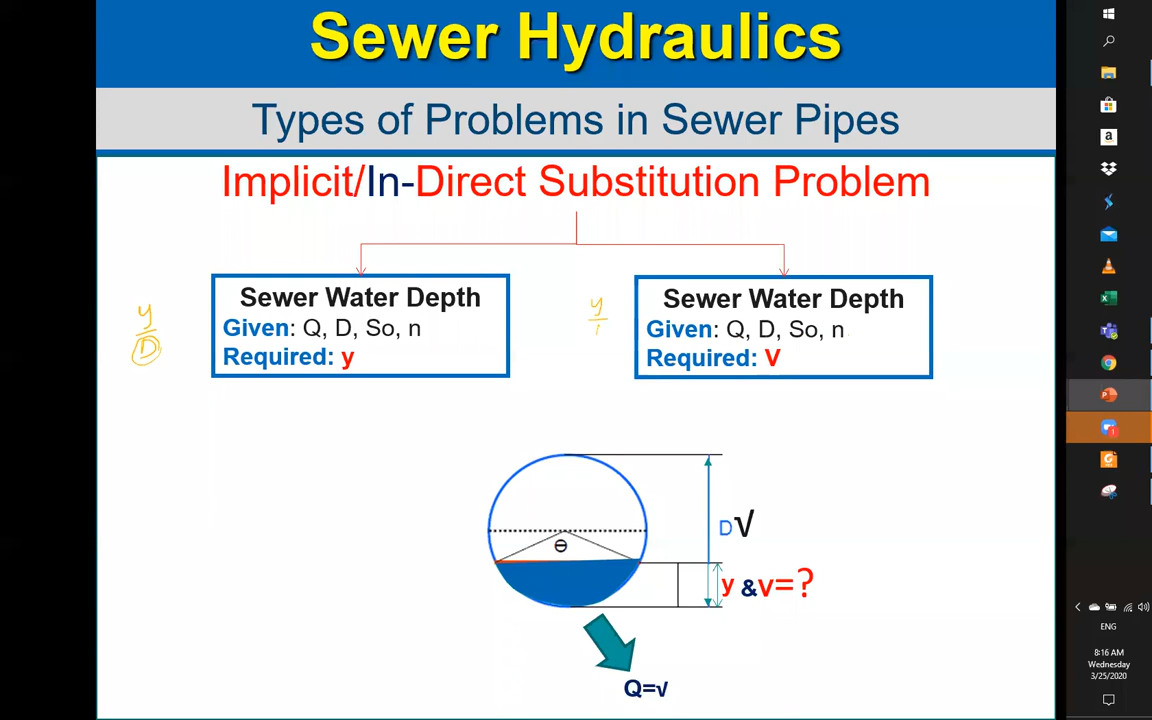 Sewer Hydraulics
Types of Problems in Sewer Pipes
Implicit/In-Direct Substitution Problem
Sewer Water Depth
Given: Q, D, So, n
Required: y
Sewer Water Depth
Given: Q, D, So, n
Required: V
y
D
y
Θ
D√
y &v=?
Q=√
a
ENG
8:16 AM
Wednesday
3/25/2020